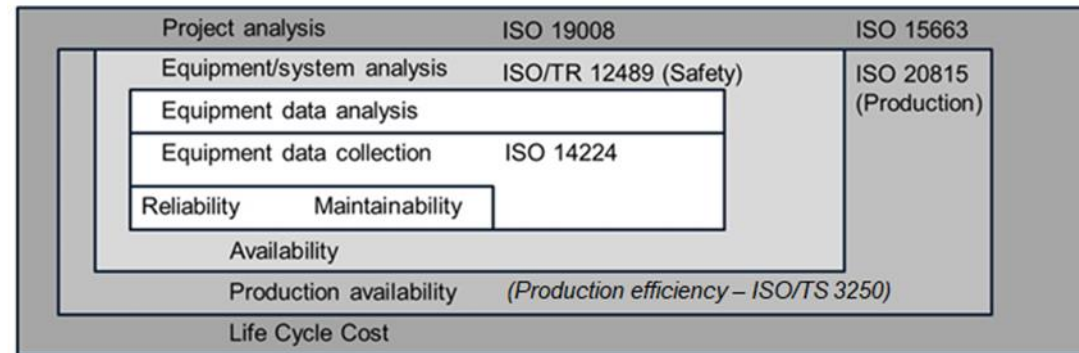 Project analysis ISO 19008 ISO 15663
Equipment/system analysis ISO/TR 12489 (Safety) ISO 20815
(Production)
Equipment data analysis
Equipment data collection ISO 14224
Reliability Maintainability
Availability
Production availability (Production efficiency – ISO/TS 3250)
Life Cycle Cost